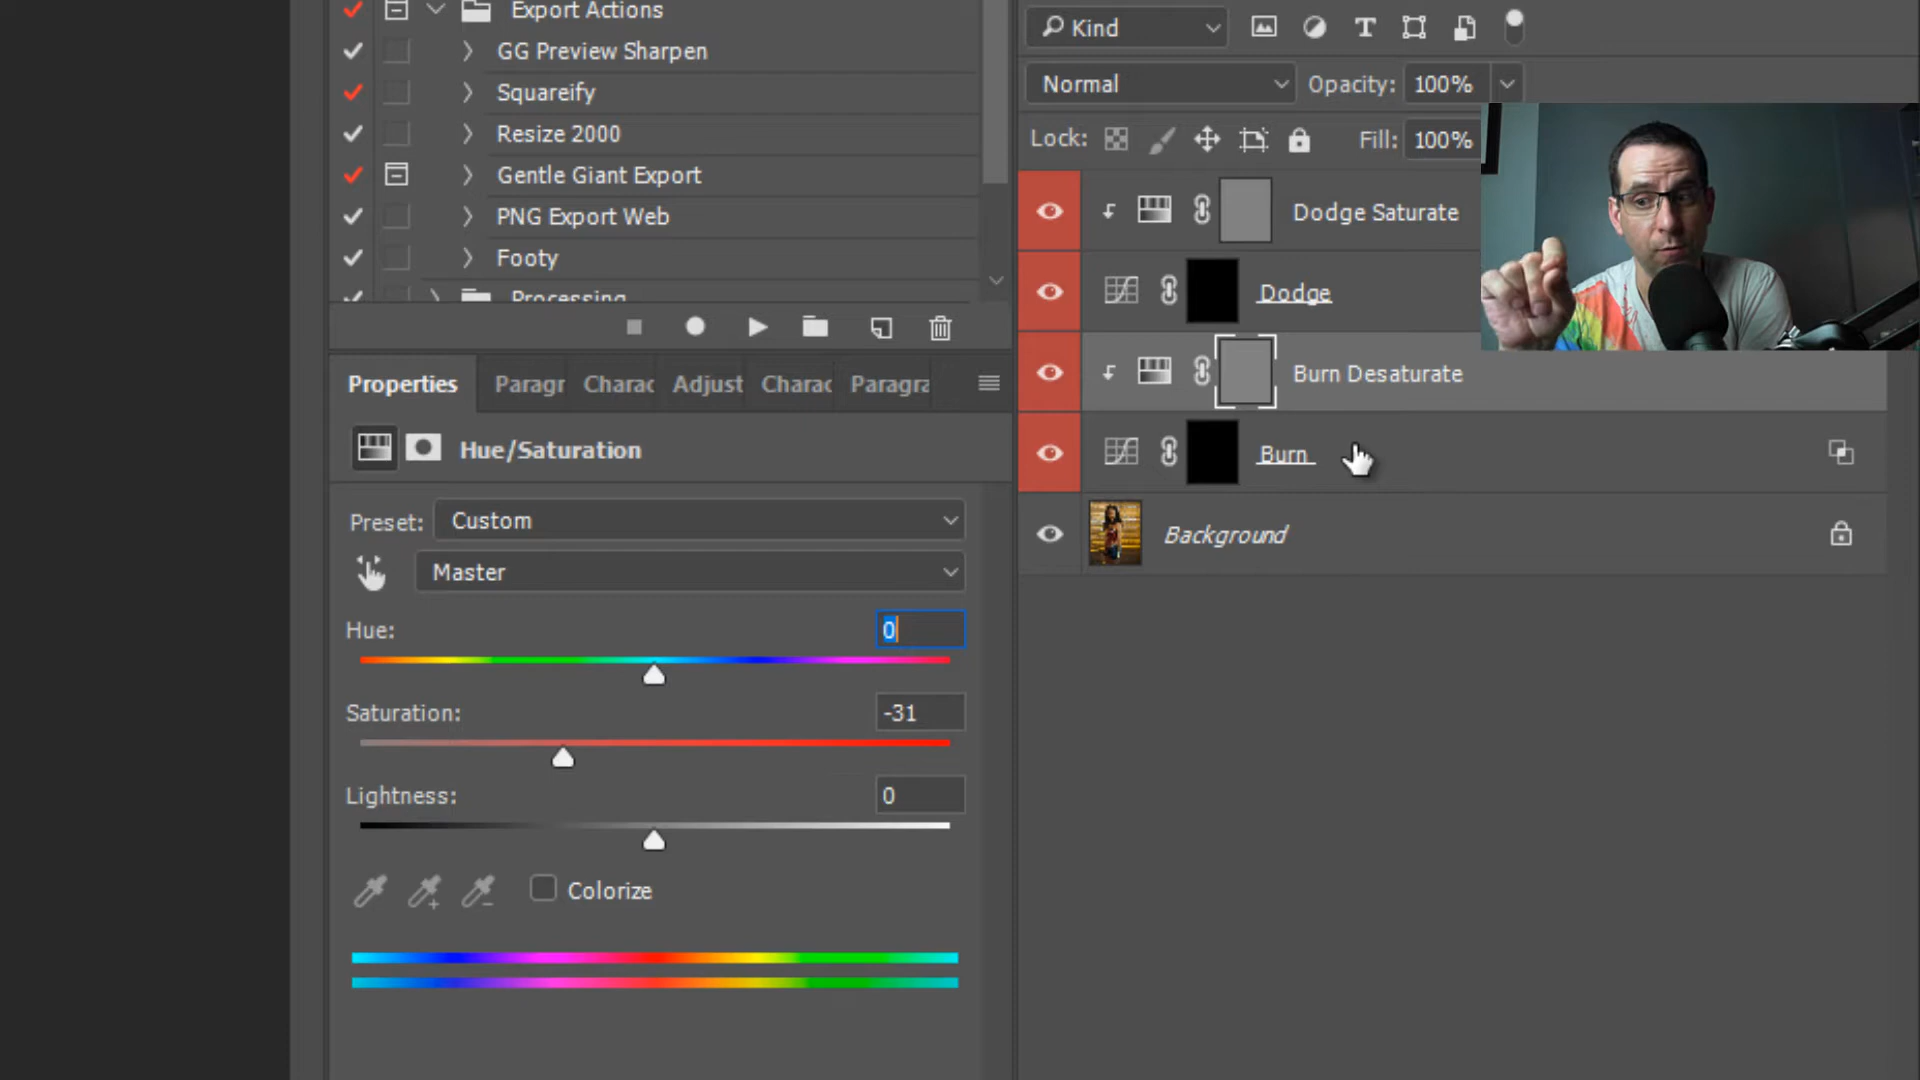 Export Actions
GG Preview Sharpen
Squareify
Resize 2000
Gentle Giant Export
PNG Export Web
Footy
Processing
Properties Paragr Charac Adjust Charac Paragra
Hue/Saturation
Preset: Custom
Master
Hue: 0
Saturation: -31
Lightness: 0
Colorize
Kind
Normal Opacity: 100%
Lock: Fill: 100%
Dodge Saturate
Dodge
Burn Desaturate
Burn
Background